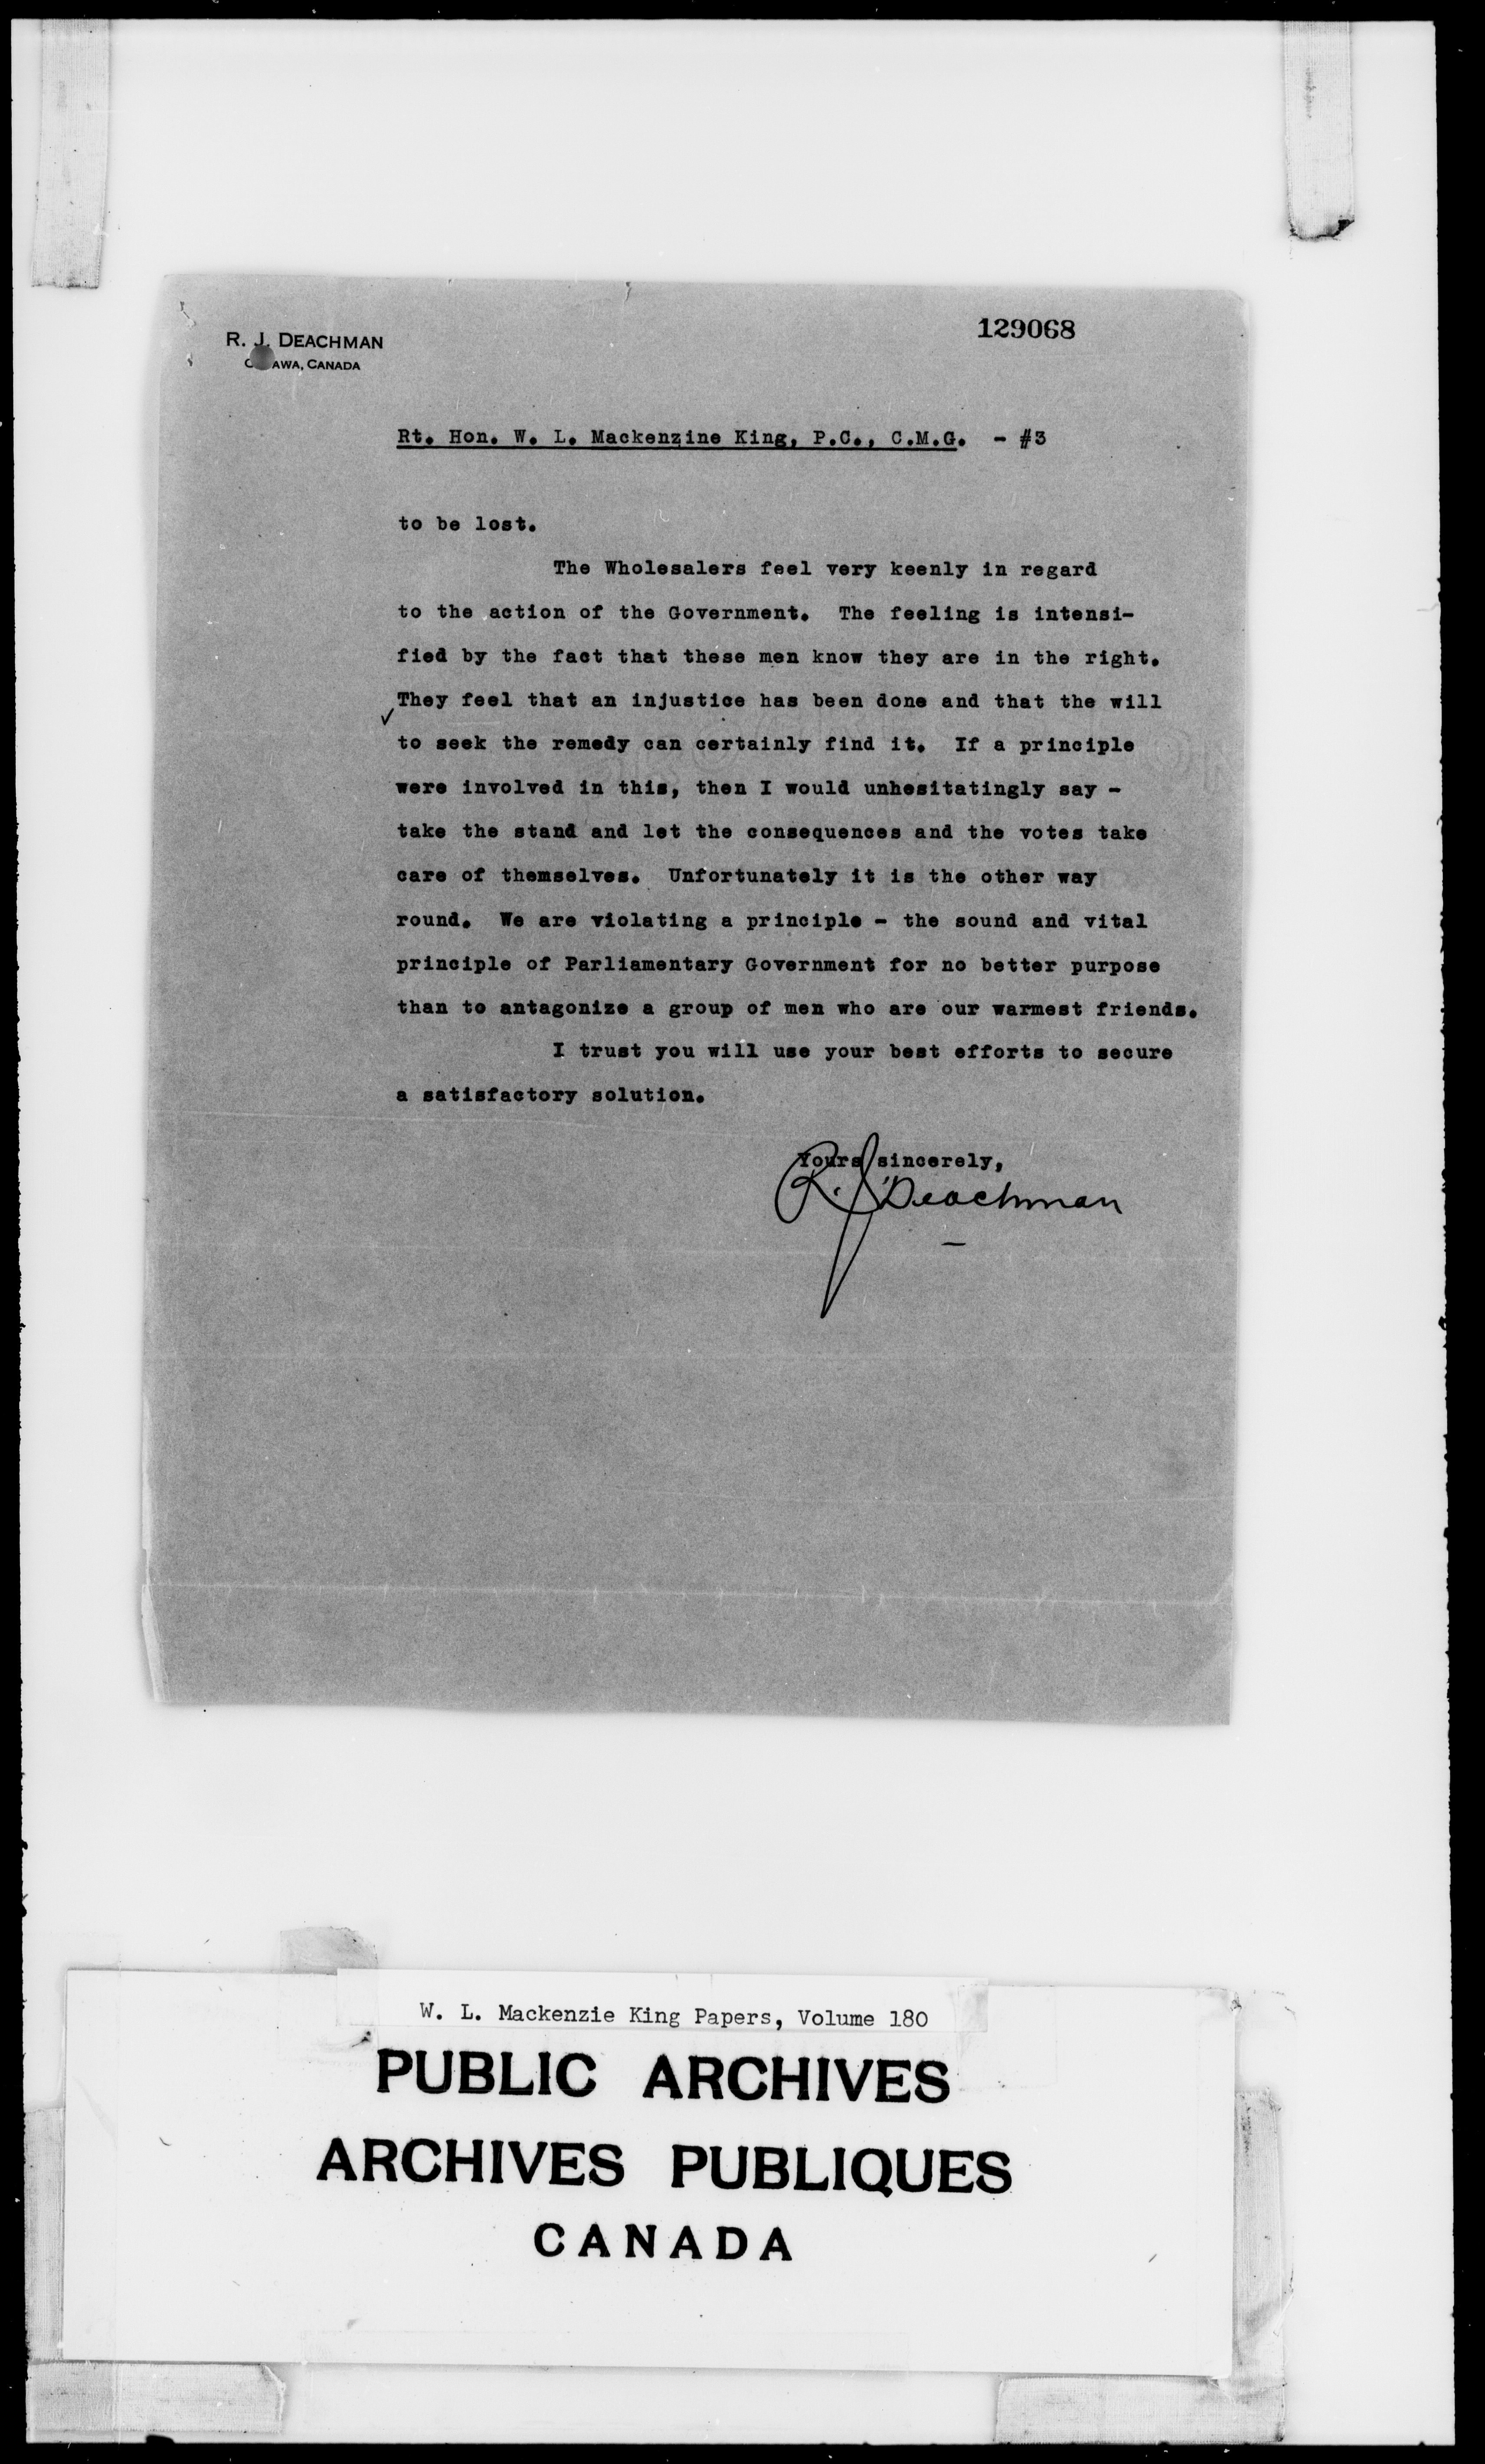 R. J. DEACHMAN
OTTAWA, CANADA
129068
Rt. Hon. W. L. Mackenzine King, P.C., C.M.G. - #3
to be lost.
The Wholesalers feel very keenly in regard
to the action of the Government. The feeling is intensi-
fied by the fact that these men know they are in the right.
They feel that an injustice has been done and that the will
to seek the remedy can certainly find it. If a principle
were involved in this, then I would unhesitatingly say -
take the stand and let the consequences and the votes take
care of themselves. Unfortunately it is the other way
round. We are violating a principle - the sound and vital
principle of Parliamentary Government for no better purpose
than to antagonize a group of men who are our warmest friends.
I trust you will use your best efforts to secure
a satisfactory solution.
Yours sincerely,
R. J. Deachman
W. L. Mackenzie King Papers, Volume 180
PUBLIC ARCHIVES
ARCHIVES PUBLIQUES
CANADA